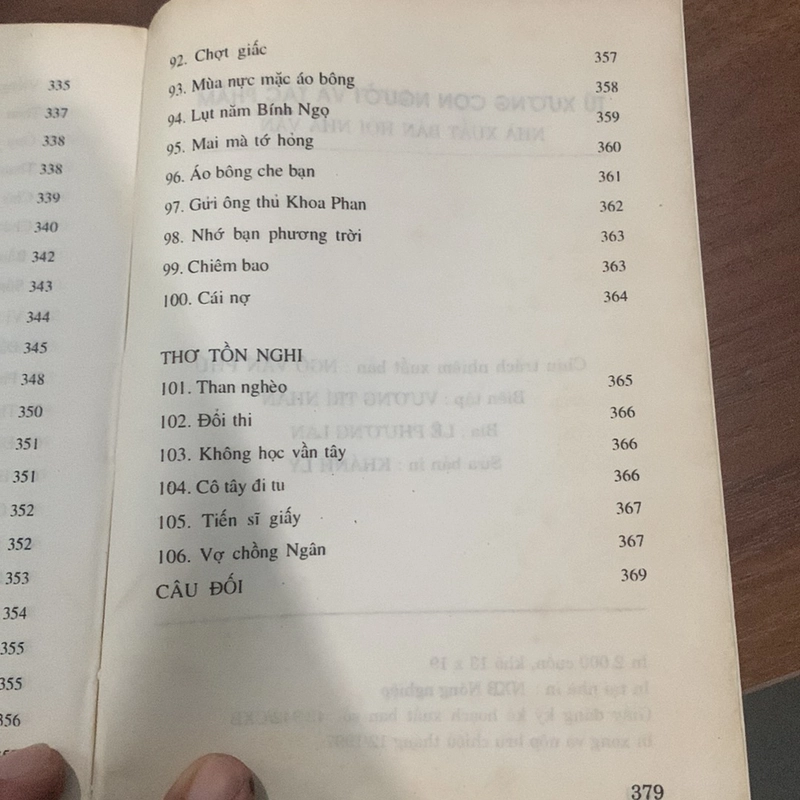 335
337
338
338
339
340
342
343
344
345
348
350
351
351
352
352
353
354
355
355
356
92. Chợt giấc 357
93. Mùa nực mặc áo bông 358
94. Lụt năm Bính Ngọ 359
95. Mai mà tớ hỏng 360
96. Áo bông che bạn 361
97. Gửi ông thủ Khoa Phan 362
98. Nhớ bạn phương trời 363
99. Chiêm bao 363
100. Cái nợ 364
THƠ TỒN NGHI
101. Than nghèo 365
102. Đổi thi 366
103. Không học vần tây 366
104. Cô tây đi tu 366
105. Tiến sĩ giấy 367
106. Vợ chồng Ngân 367
CÂU ĐỐI 369
379